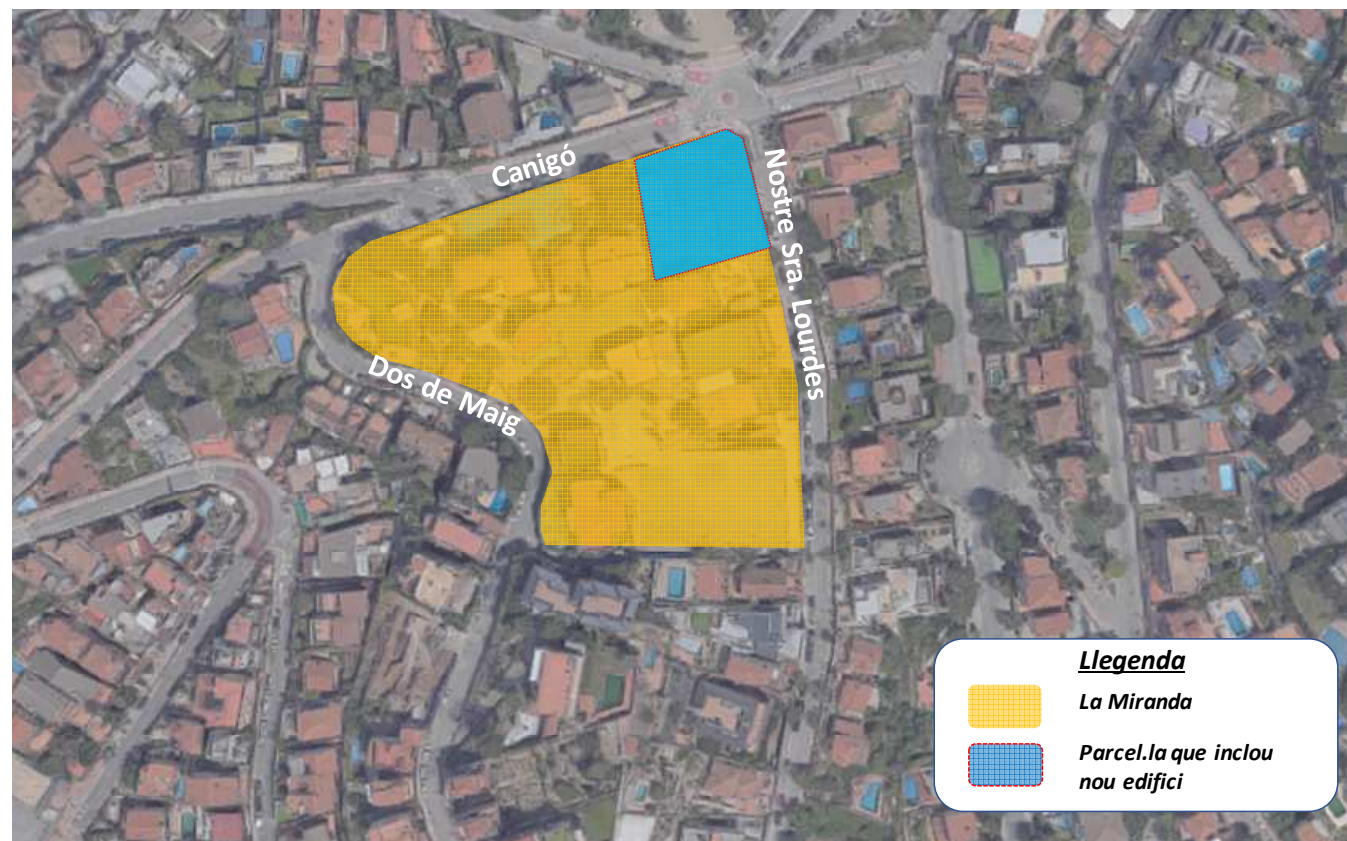 Canigó
Nostre Sra. Lourdes
Dos de Maig
Llegenda
La Miranda
Parcel.la que inclou
nou edifici